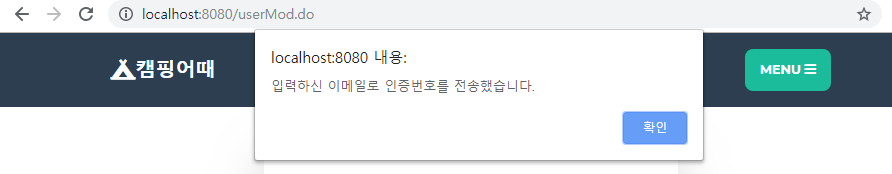 localhost:8080/userMod.do
localhost:8080 내용:
입력하신 이메일로 인증번호를 전송했습니다.
캠핑어때
MENU
확인